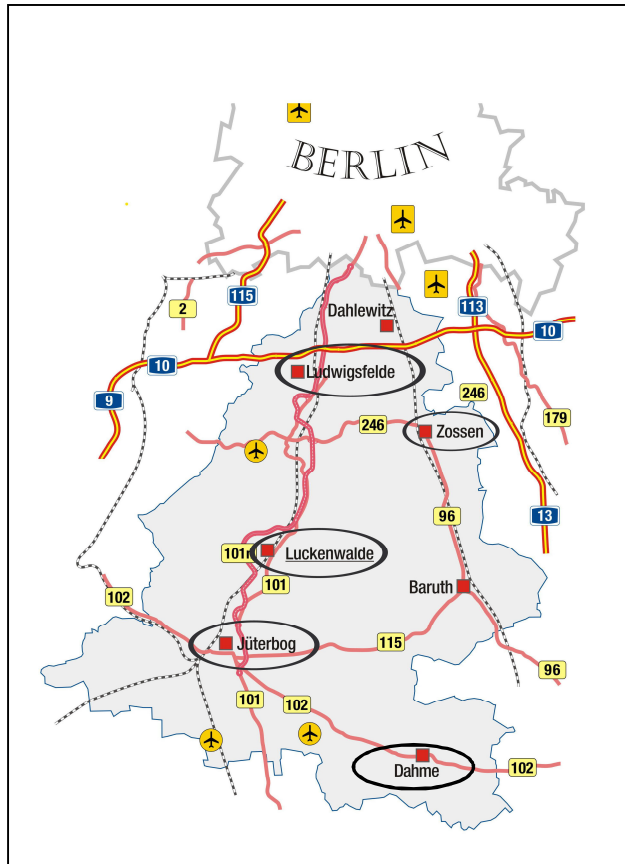 BERLIN
2
115
113
Dahlewitz
10
10
Ludwigsfelde
9
246
179
246
Zossen
96
13
101n
Luckenwalde
101
102
Baruth
Jüterbog
115
96
101
102
Dahme
102